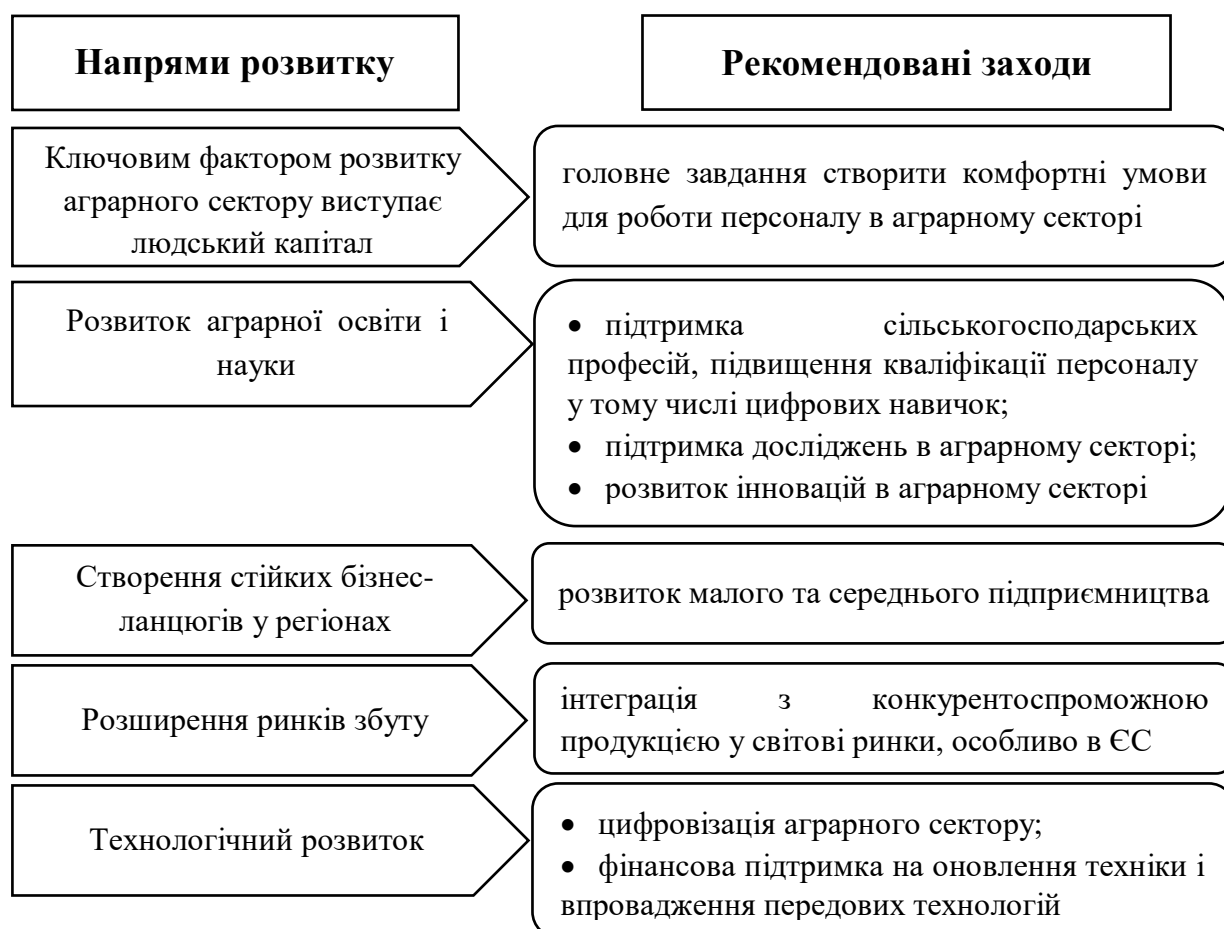 Напрями розвитку
Рекомендовані заходи
Ключовим фактором розвитку
аграрного сектору виступає
людський капітал
головне завдання створити комфортні умови
для роботи персоналу в аграрному секторі
Розвиток аграрної освіти і
науки
• підтримка сільськогосподарських
професій, підвищення кваліфікації персоналу
у тому числі цифрових навичок;
• підтримка досліджень в аграрному секторі;
• розвиток інновацій в аграрному секторі
Створення стійких бізнес-
ланцюгів у регіонах
розвиток малого та середнього підприємництва
Розширення ринків збуту
інтеграція з конкурентоспроможною
продукцією у світові ринки, особливо в ЄС
Технологічний розвиток
• цифровізація аграрного сектору;
• фінансова підтримка на оновлення техніки і
впровадження передових технологій